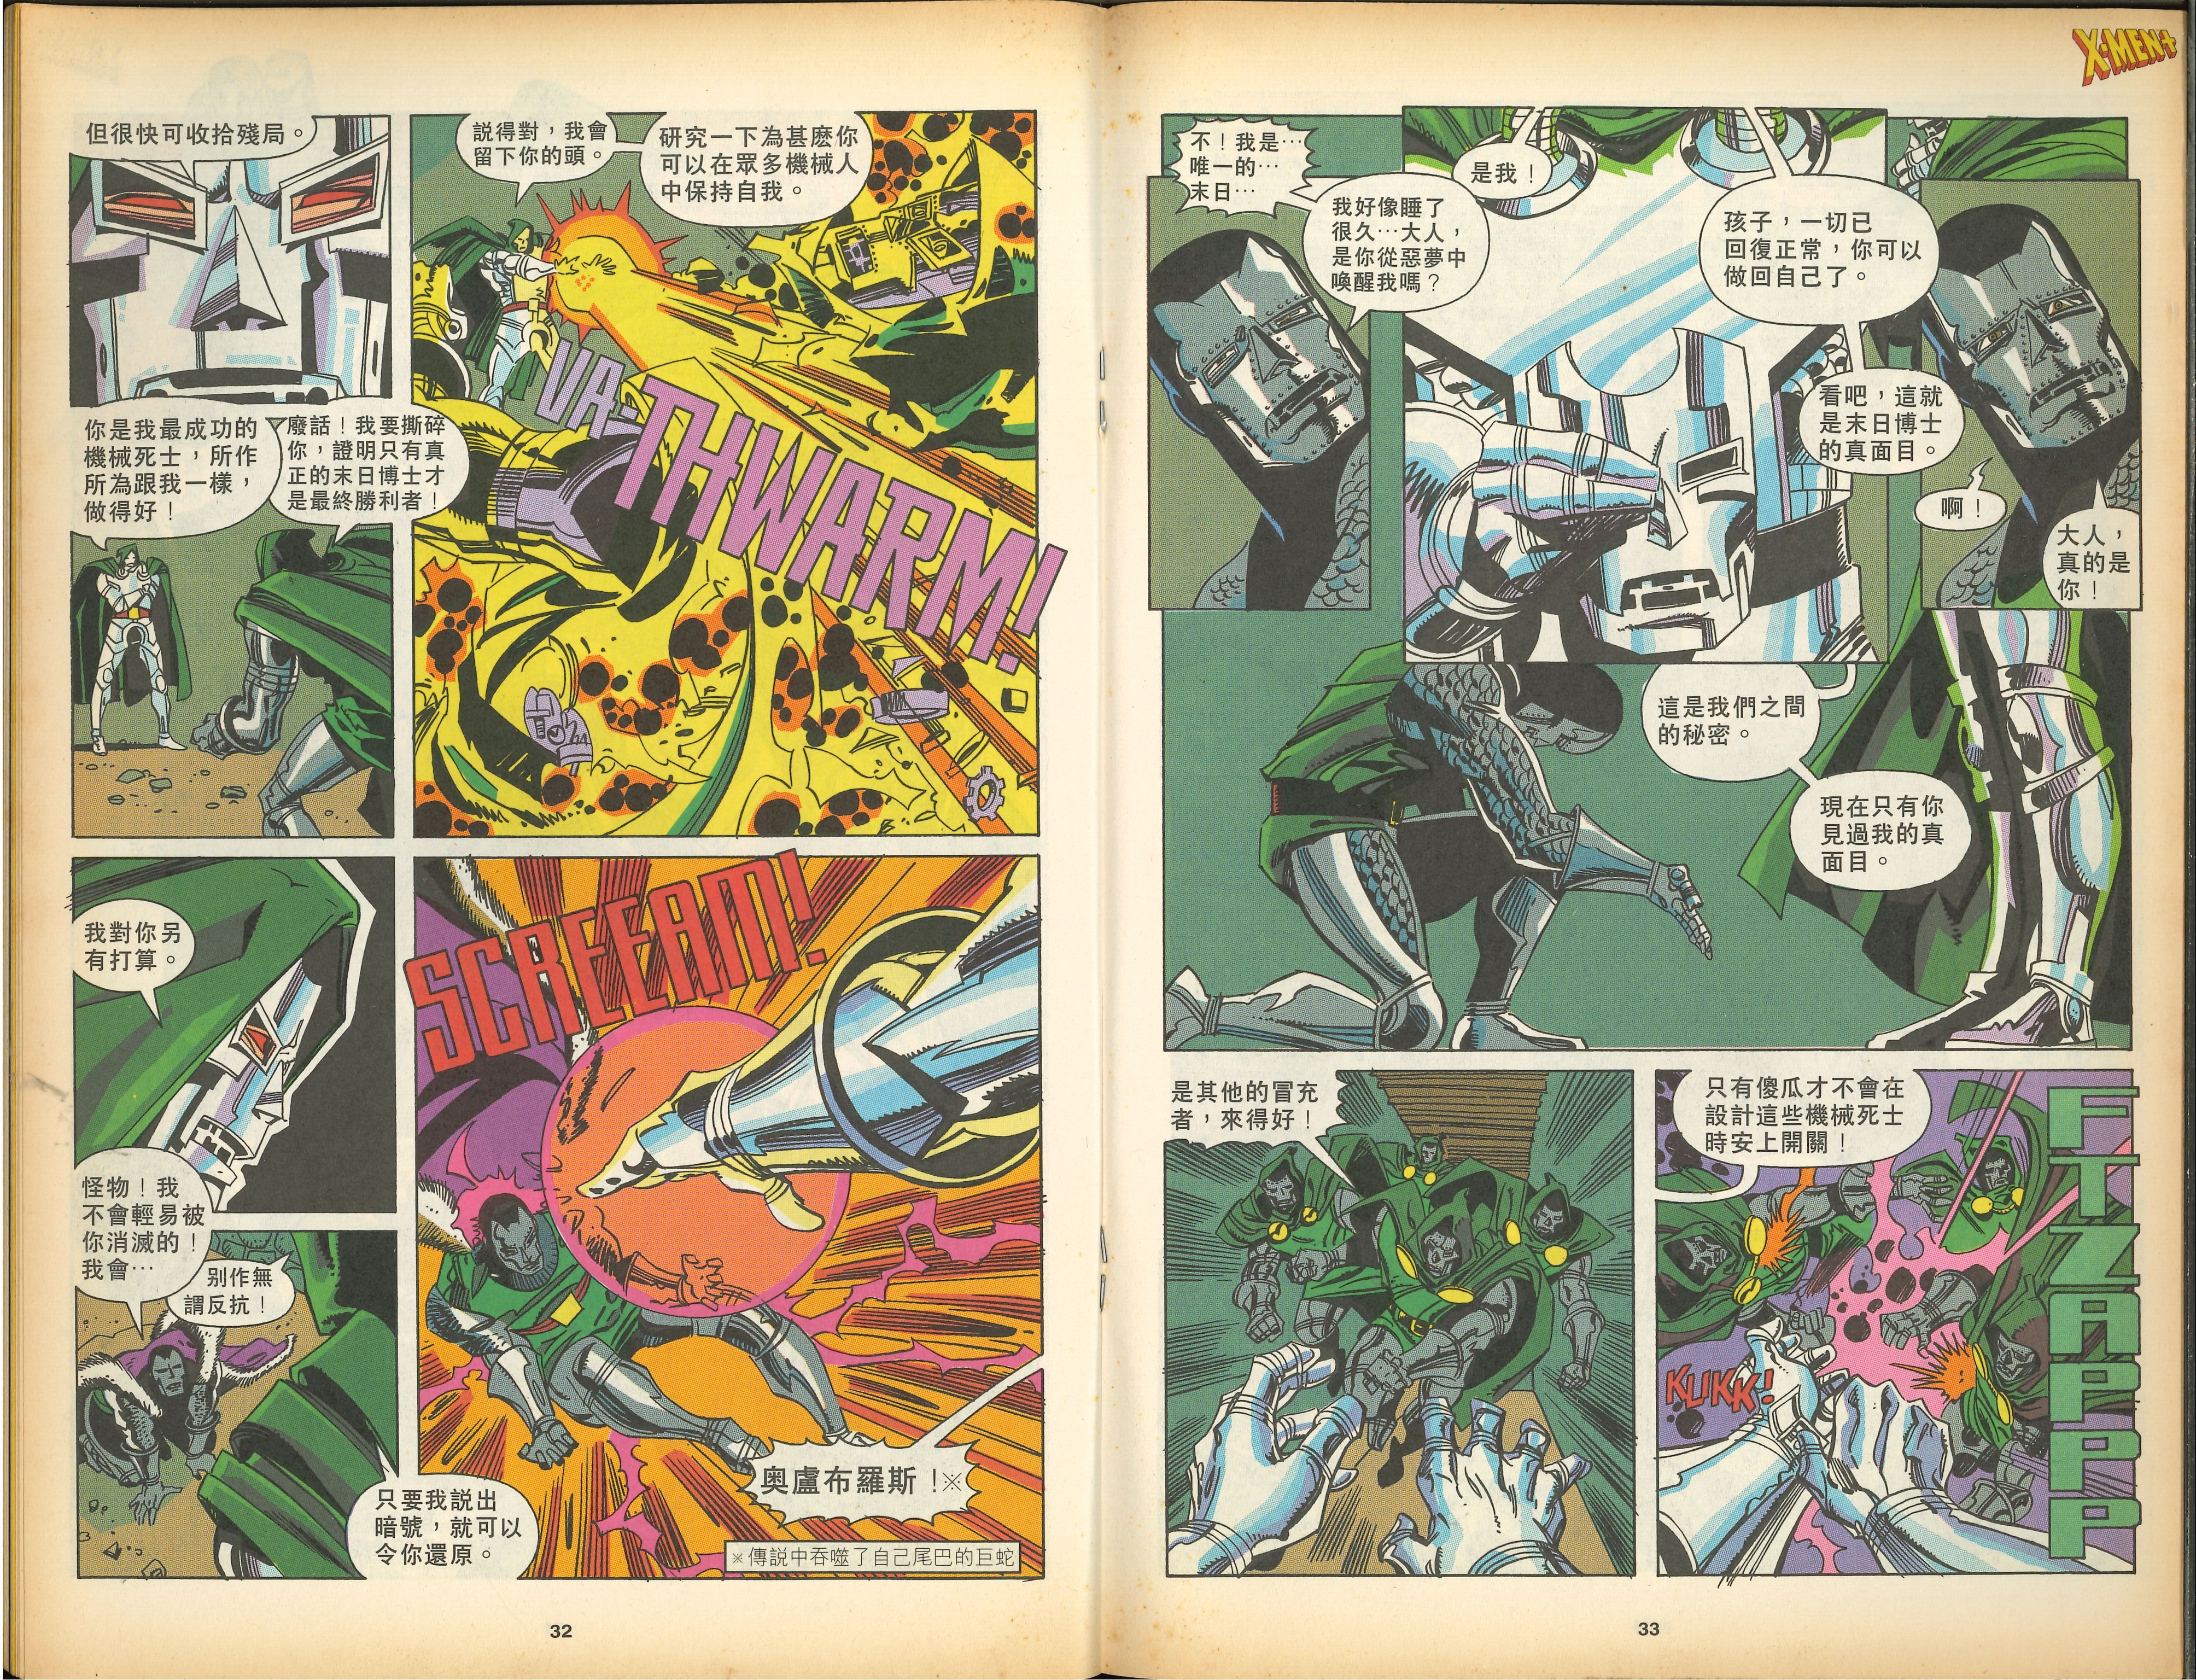 但很快可收拾殘局。
你是我最成功的
機械死士，所作
所為跟我一樣，
做得好！
廢話！我要撕碎
你，證明只有真
正的末日博士才
是最終勝利者！
説得對，我會
留下你的頭。
研究一下為甚麽你
可以在眾多機械人
中保持自我。
VA-THWARM!
我對你另
有打算。
怪物！我
不會輕易被
你消滅的！
我會…
別作無
謂反抗！
只要我説出
暗號，就可以
令你還原。
SCREEAM!
奧盧布羅斯！※
※傳説中吞噬了自己尾巴的巨蛇
32
X-MEN+
不！我是…
唯一的…
末日…
我好像睡了
很久…大人，
是你從惡夢中
喚醒我嗎？
是我！
孩子，一切已
回復正常，你可以
做回自己了。
看吧，這就
是末日博士
的真面目。
啊！
大人，
真的是
你！
這是我們之間
的秘密。
現在只有你
見過我的真
面目。
是其他的冒充
者，來得好！
只有傻瓜才不會在
設計這些機械死士
時安上開關！
KLIKK!
FTZAPPPP
33